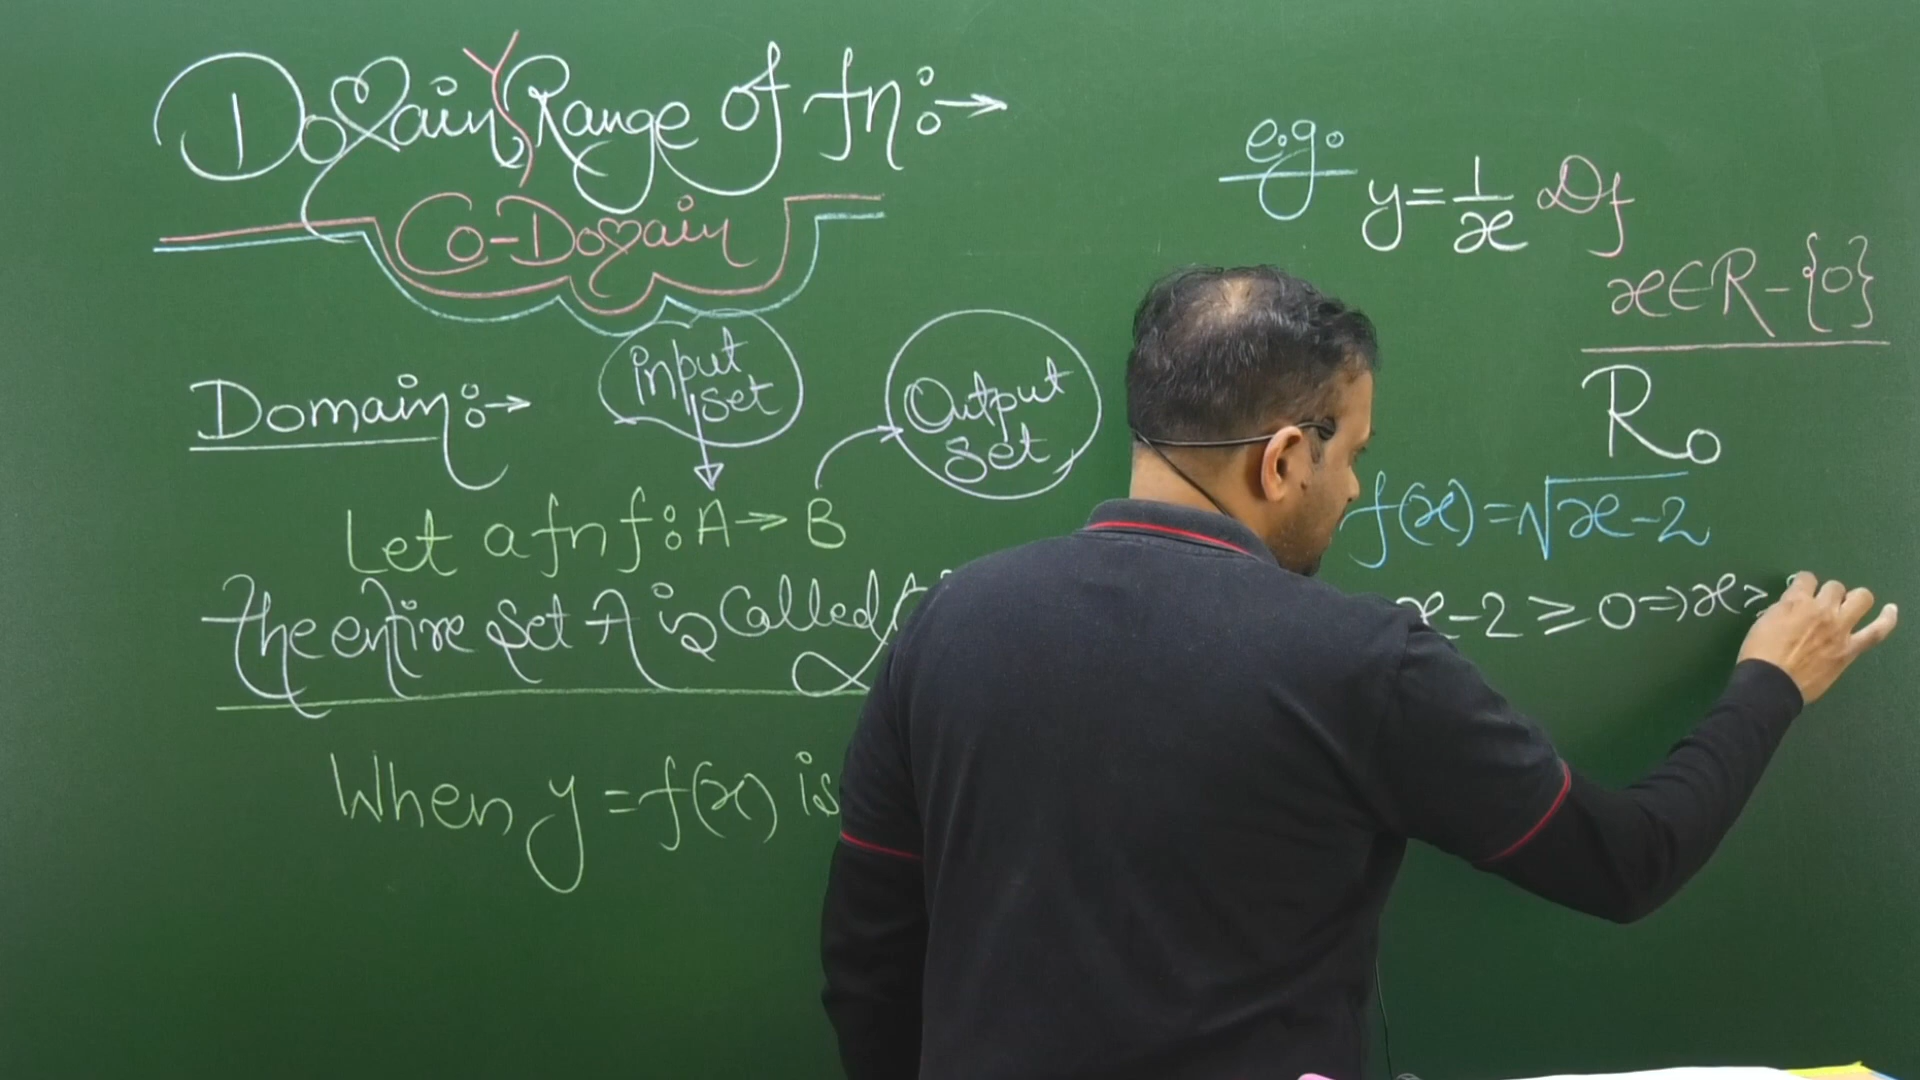 Domain, Range of fn:→
Co-Domain
Domain:→
input
set
Output
set
Let a fn f: A→B
The entire set A is Called
When y=f(x) is
e.g.
y=1/x Df
x∈R-{0}
R₀
f(x)=√x-2
x-2≥0⇒x≥